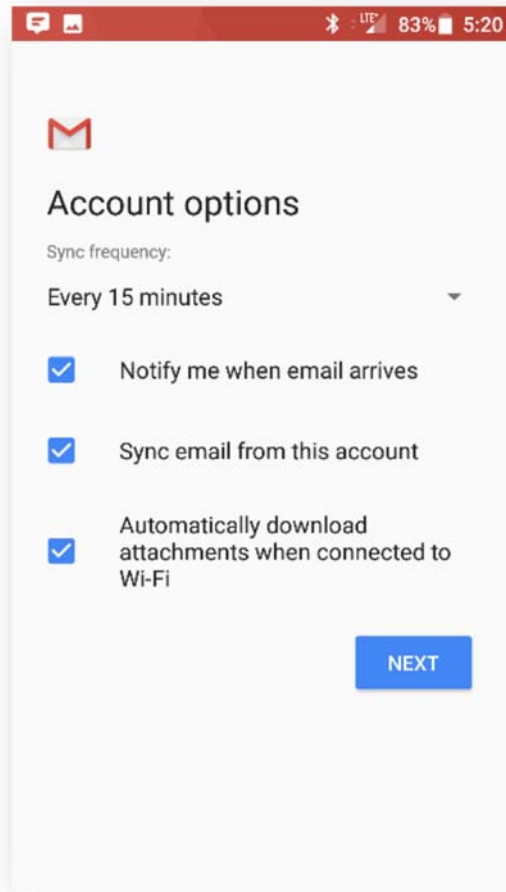 LTE 83% 5:20
Account options
Sync frequency:
Every 15 minutes
Notify me when email arrives
Sync email from this account
Automatically download
attachments when connected to
Wi-Fi
NEXT